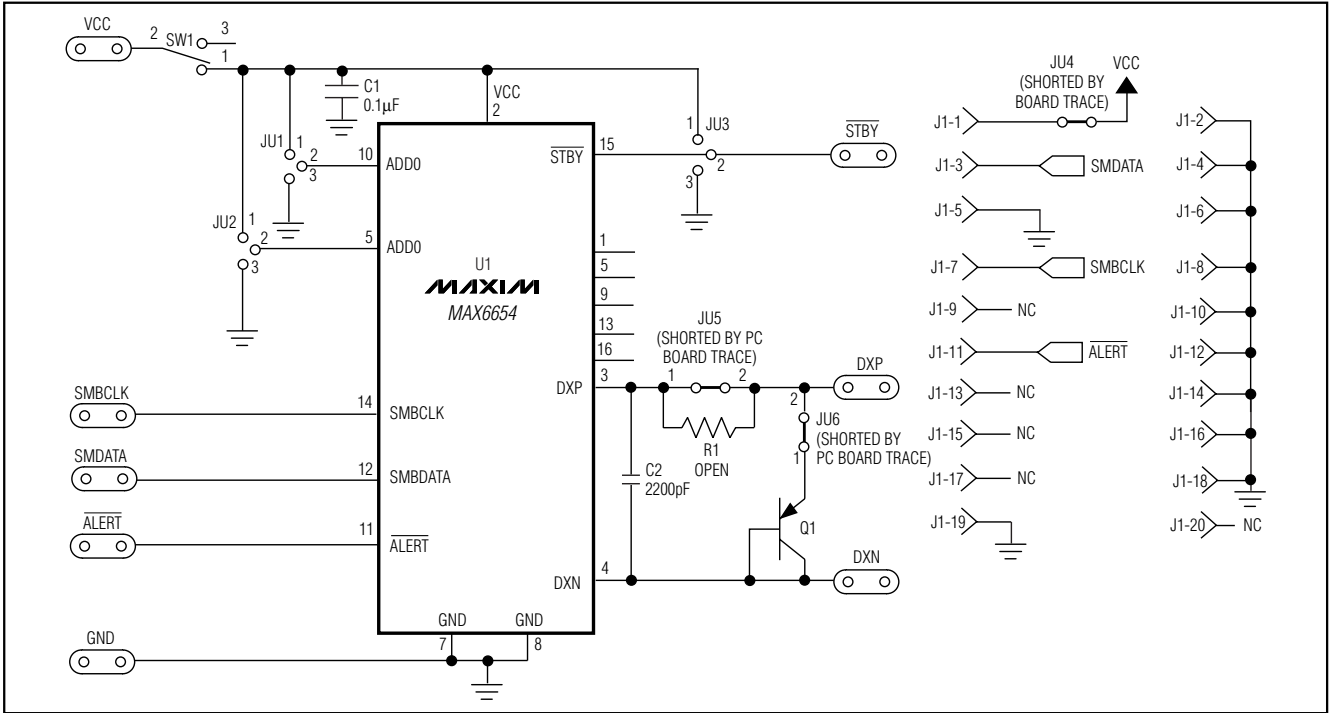 VCC
2
SW1
3
1
C1
0.1µF
VCC
2
JU1
1
2
3
10
ADD0
JU2
1
2
3
5
ADD0
U1
MAXIM
MAX6654
STBY
15
1
JU3
2
3
STBY
1
5
9
13
16
JU5
(SHORTED BY PC
BOARD TRACE)
DXP
3
1
2
R1
OPEN
DXP
2
JU6
(SHORTED BY
PC BOARD TRACE)
1
C2
2200pF
Q1
DXN
4
DXN
SMBCLK
14
SMBCLK
SMDATA
12
SMBDATA
ALERT
11
ALERT
GND
GND
GND
7
8
JU4
(SHORTED BY
BOARD TRACE)
VCC
J1-1
J1-3
SMDATA
J1-5
J1-7
SMBCLK
J1-9
NC
J1-11
ALERT
J1-13
NC
J1-15
NC
J1-17
NC
J1-19
J1-2
J1-4
J1-6
J1-8
J1-10
J1-12
J1-14
J1-16
J1-18
J1-20
NC